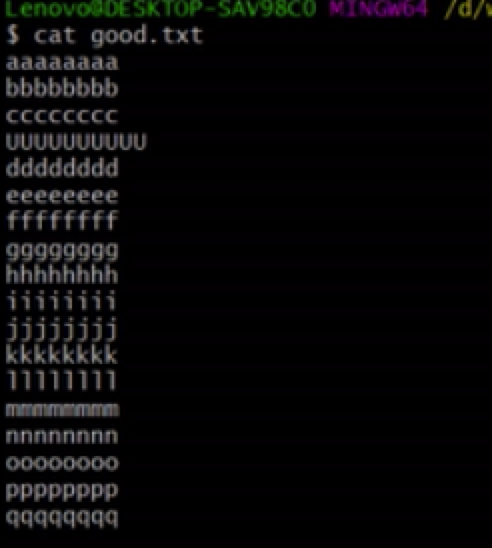 Lenovo@DESKTOP-SAV98C0 MINGW64 /d/w
$ cat good.txt
aaaaaaaa
bbbbbbbb
cccccccc
UUUUUUUUUU
dddddddd
eeeeeeee
ffffffff
gggggggg
hhhhhhhh
iiiiiiii
jjjjjjjj
kkkkkkkk
llllllll
mmmmmmmm
nnnnnnnn
oooooooo
pppppppp
qqqqqqqq